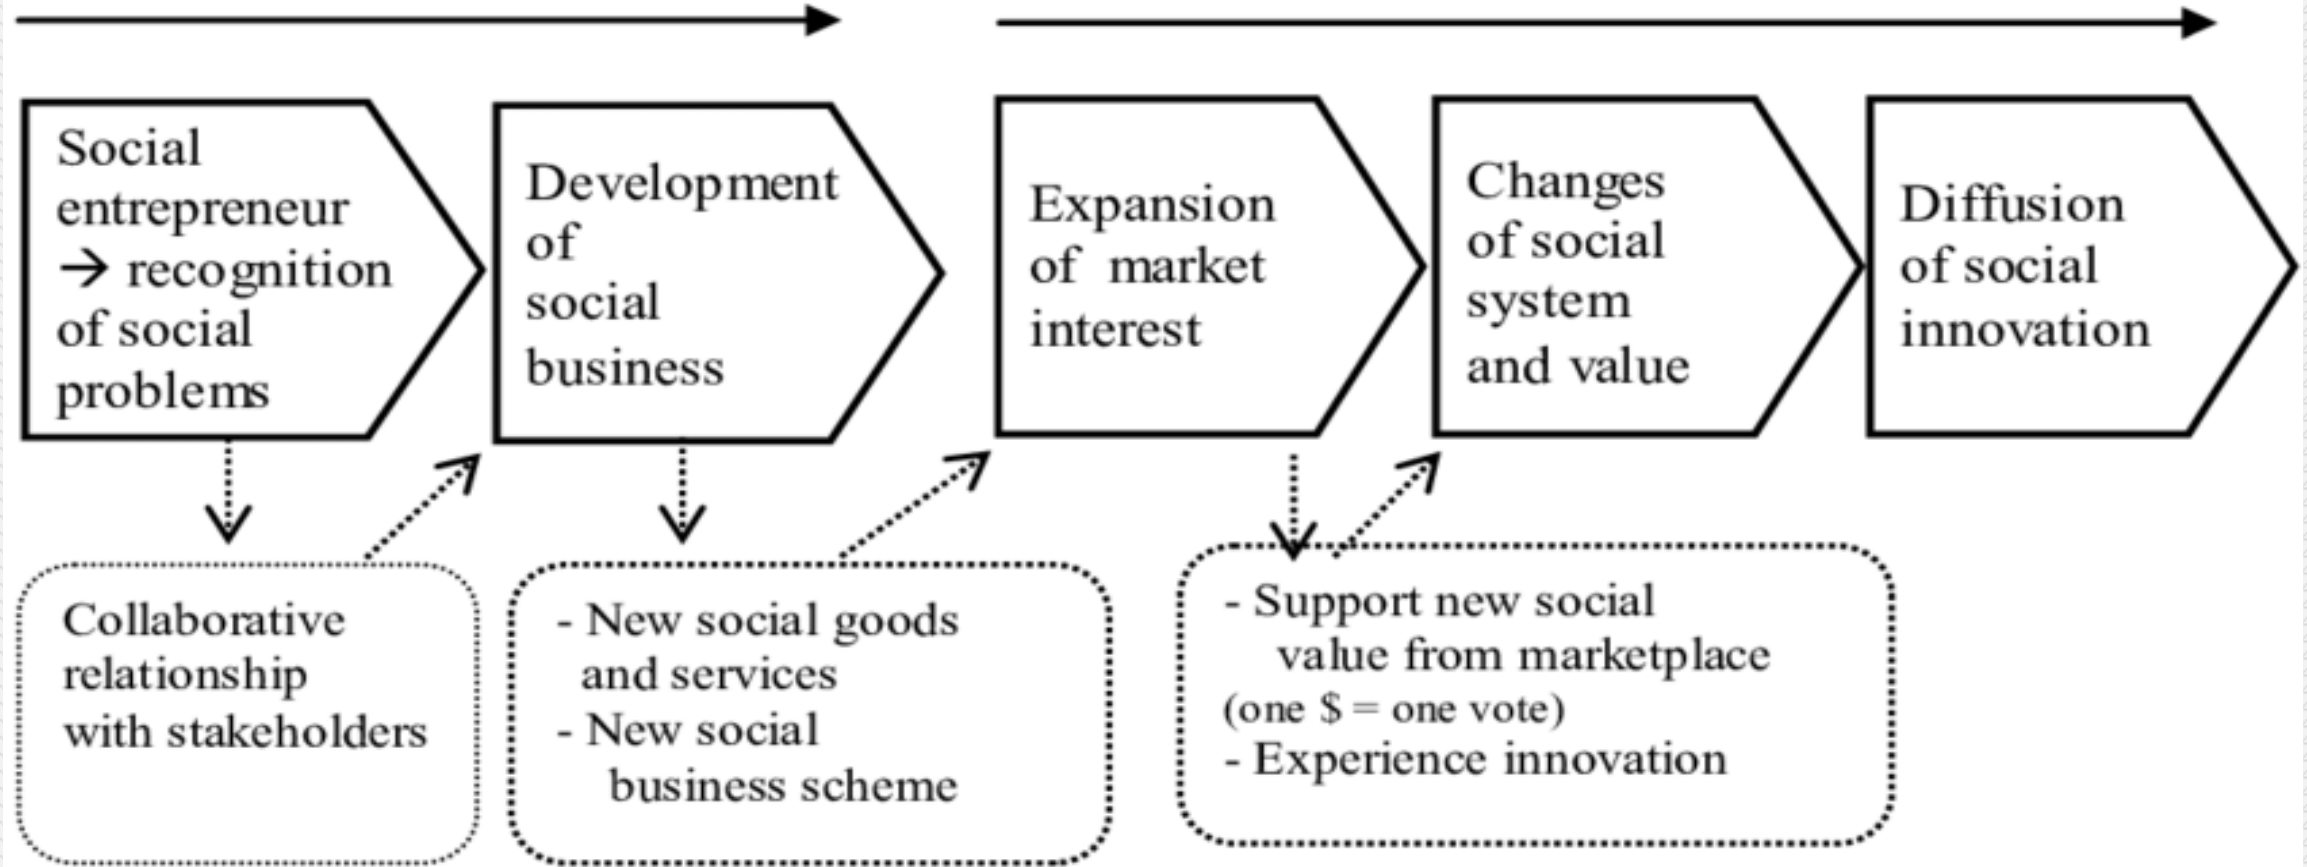 Social
entrepreneur
→ recognition
of social
problems
Development
of
social
business
Expansion
of market
interest
Changes
of social
system
and value
Diffusion
of social
innovation
Collaborative
relationship
with stakeholders
- New social goods
and services
- New social
business scheme
- Support new social
value from marketplace
(one $ = one vote)
- Experience innovation